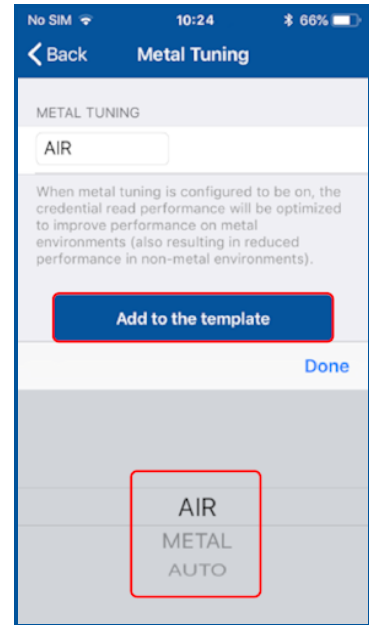 No SIM 10:24 66%
Back Metal Tuning
METAL TUNING
AIR
When metal tuning is configured to be on, the
credential read performance will be optimized
to improve performance on metal
environments (also resulting in reduced
performance in non-metal environments).
Add to the template
Done
AIR
METAL
AUTO